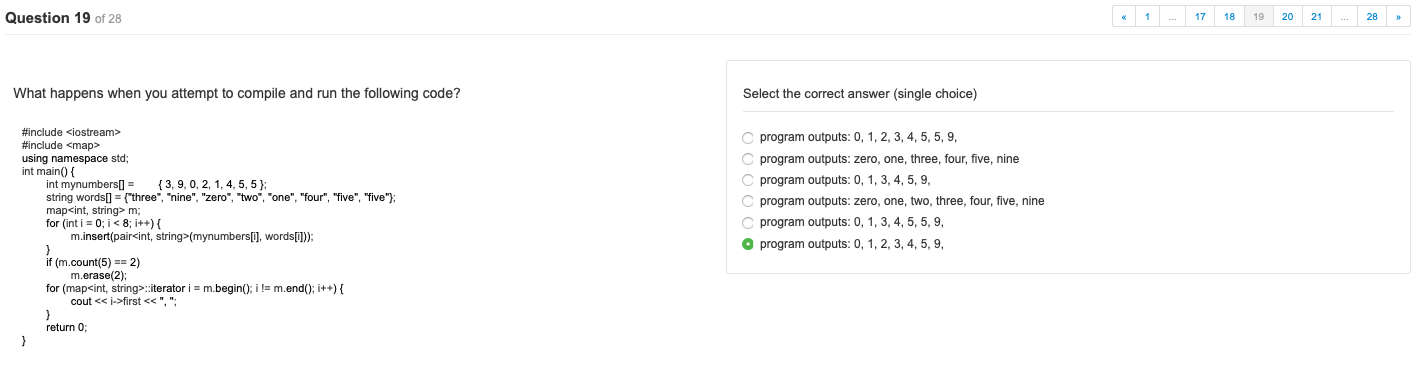 Question 19 of 28
« 1 ... 17 18 19 20 21 ... 28 »
What happens when you attempt to compile and run the following code?
#include <iostream>
#include <map>
using namespace std;
int main() {
int mynumbers[] = { 3, 9, 0, 2, 1, 4, 5, 5 };
string words[] = {"three", "nine", "zero", "two", "one", "four", "five", "five"};
map<int, string> m;
for (int i = 0; i < 8; i++) {
m.insert(pair<int, string>(mynumbers[i], words[i]));
}
if (m.count(5) == 2)
m.erase(2);
for (map<int, string>::iterator i = m.begin(); i != m.end(); i++) {
cout << i->first << ", ";
}
return 0;
}
Select the correct answer (single choice)
program outputs: 0, 1, 2, 3, 4, 5, 5, 9,
program outputs: zero, one, three, four, five, nine
program outputs: 0, 1, 3, 4, 5, 9,
program outputs: zero, one, two, three, four, five, nine
program outputs: 0, 1, 3, 4, 5, 5, 9,
program outputs: 0, 1, 2, 3, 4, 5, 9,